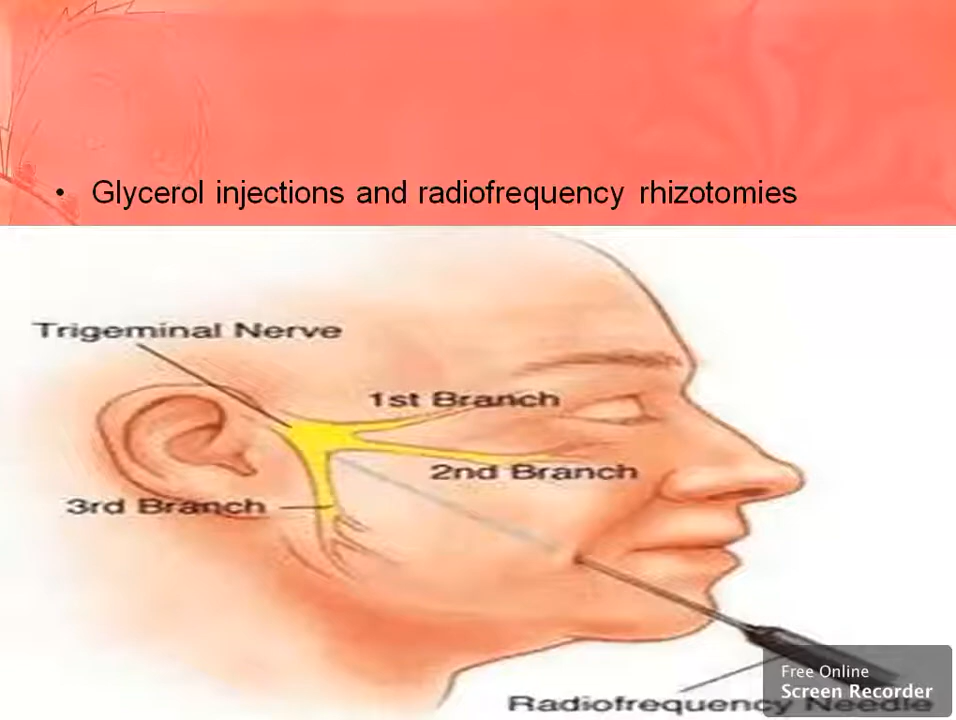 • Glycerol injections and radiofrequency rhizotomies
Trigeminal Nerve
1st Branch
2nd Branch
3rd Branch
Free Online
Screen Recorder
Radiofrequency Needle